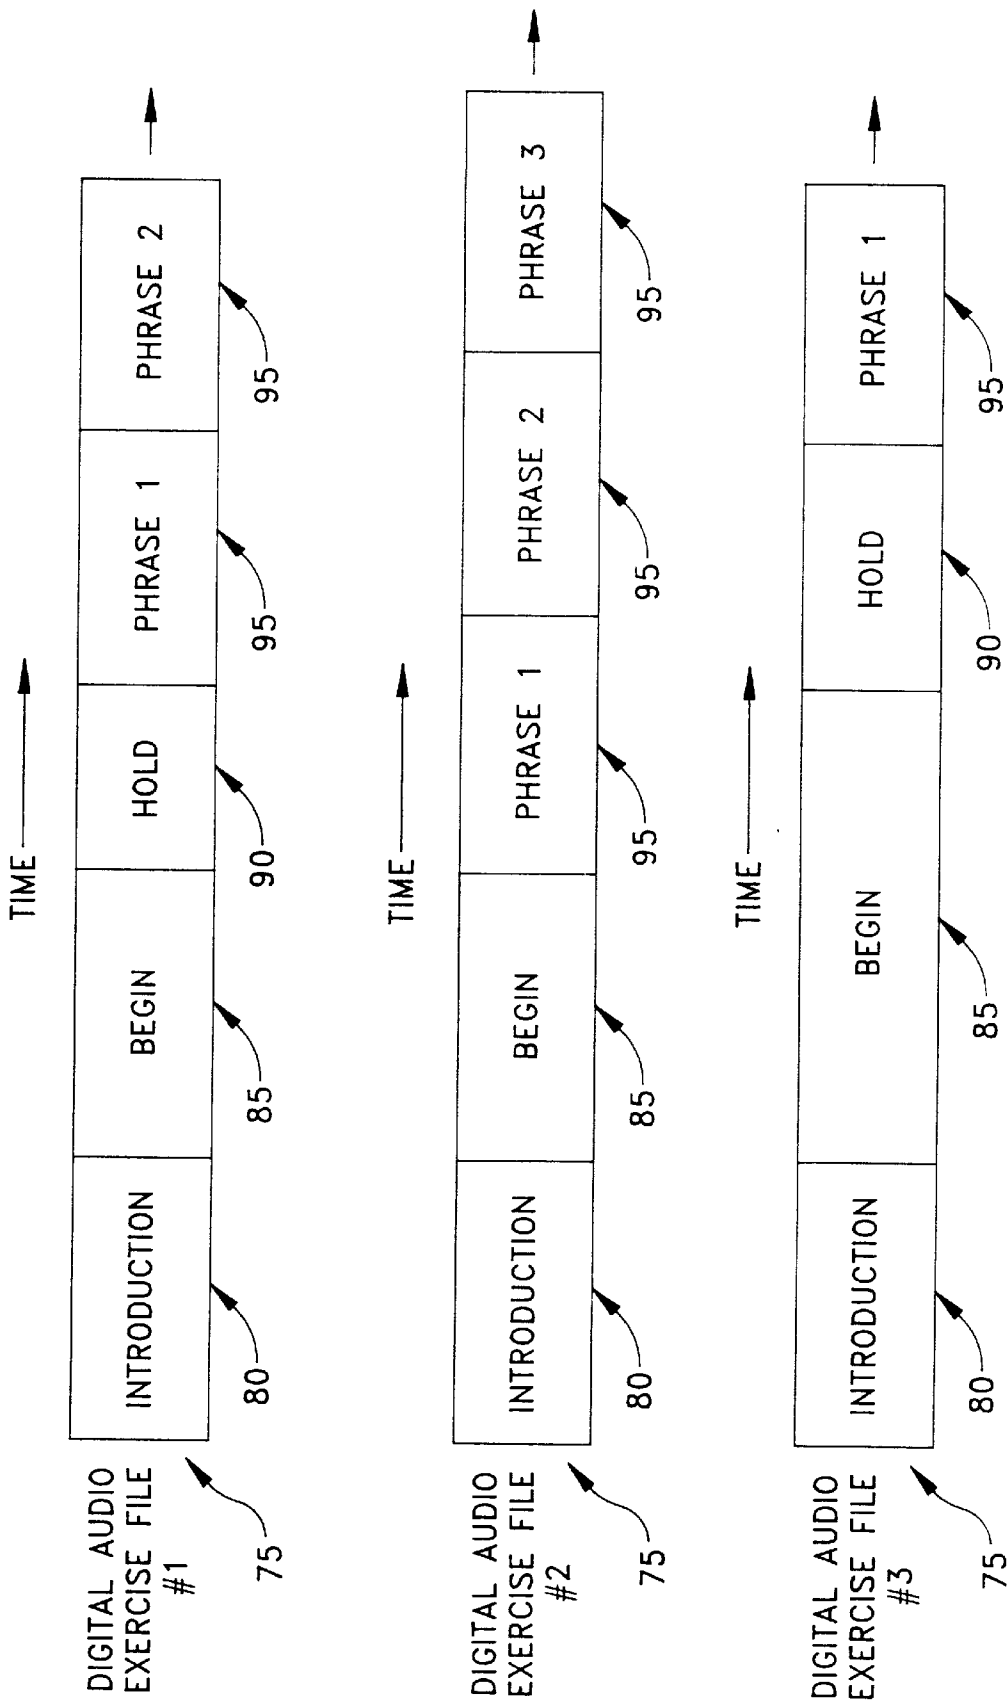 TIME
DIGITAL AUDIO
EXERCISE FILE
#1
INTRODUCTION
BEGIN
HOLD
PHRASE 1
PHRASE 2
75
80
85
90
95
95
TIME
DIGITAL AUDIO
EXERCISE FILE
#2
INTRODUCTION
BEGIN
PHRASE 1
PHRASE 2
PHRASE 3
75
80
85
95
95
95
TIME
DIGITAL AUDIO
EXERCISE FILE
#3
INTRODUCTION
BEGIN
HOLD
PHRASE 1
75
80
85
90
95